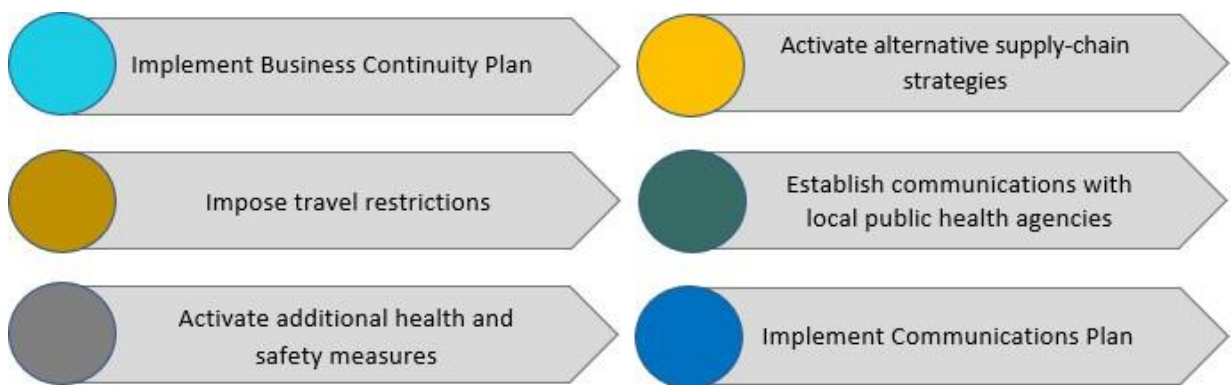 Implement Business Continuity Plan
Activate alternative supply-chain
strategies
Impose travel restrictions
Establish communications with
local public health agencies
Activate additional health and
safety measures
Implement Communications Plan